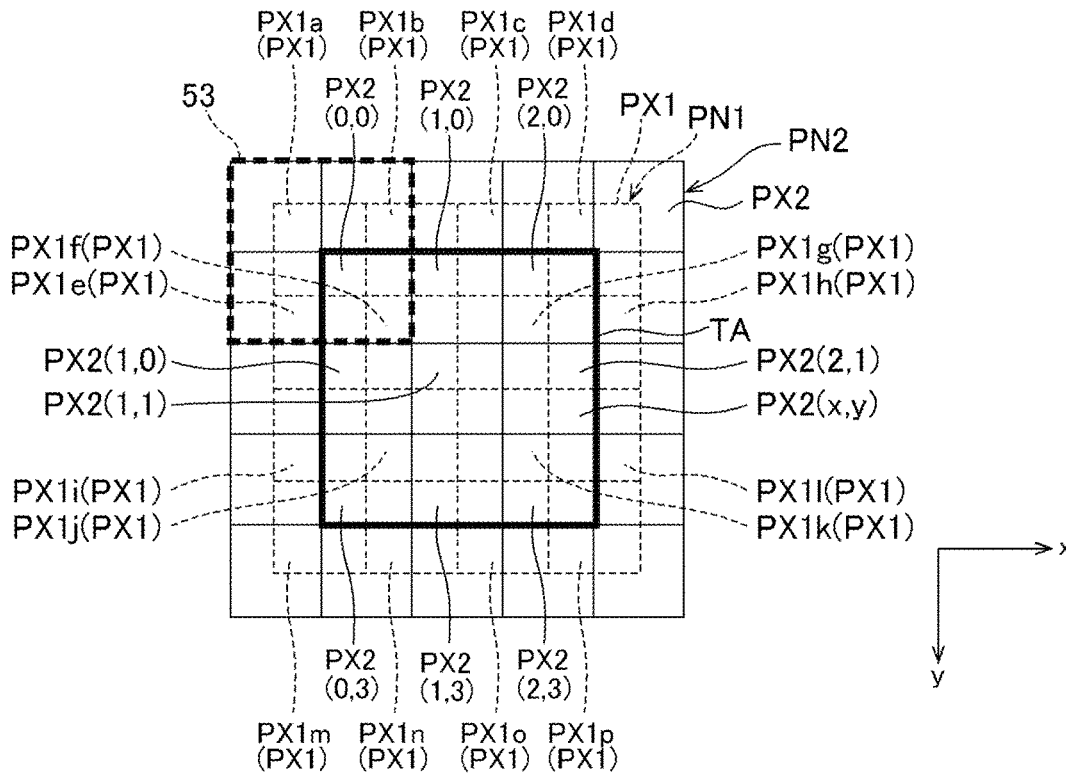 PX1a
(PX1)
PX1b
(PX1)
PX1c
(PX1)
PX1d
(PX1)
53
PX2
(0,0)
PX2
(1,0)
PX2
(2,0)
PX1
PN1
PN2
PX2
PX1f(PX1)
PX1e(PX1)
PX1g(PX1)
PX1h(PX1)
TA
PX2(1,0)
PX2(1,1)
PX2(2,1)
PX2(x,y)
PX1i(PX1)
PX1j(PX1)
PX1l(PX1)
PX1k(PX1)
x
y
PX2
(0,3)
PX2
(1,3)
PX2
(2,3)
PX1m
(PX1)
PX1n
(PX1)
PX1o
(PX1)
PX1p
(PX1)